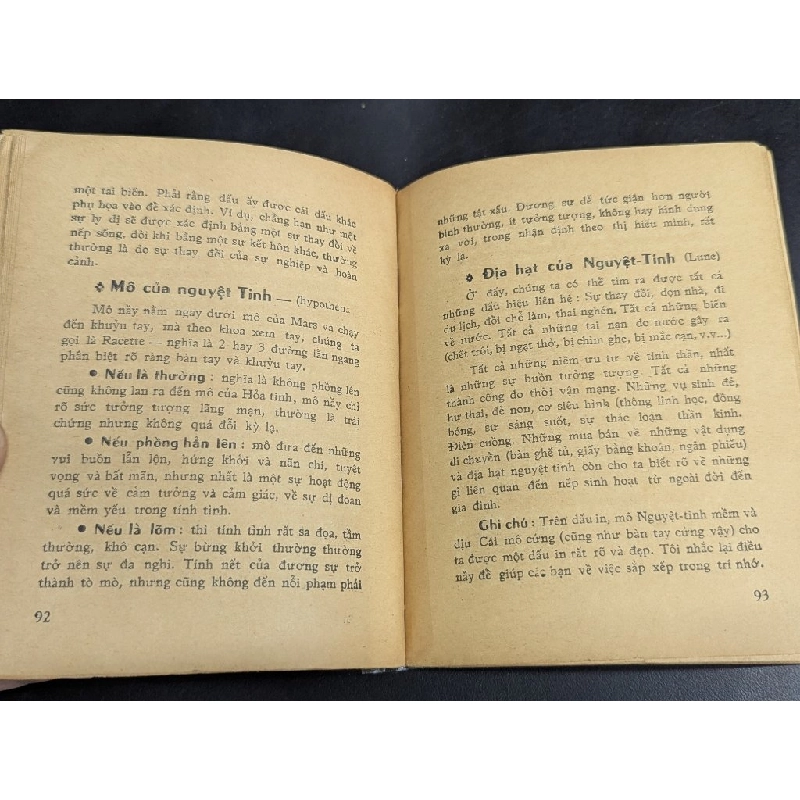 một tai biến. Phải rằng dấu ấy được cái dấu khác
phụ họa vào để xác định. Ví dụ, chẳng hạn như một
sự ly dị sẽ được xác định bằng một sự thay đổi về
nếp sống, đôi khi bằng một sự kết hôn khác, thường
thường là do sự thay đổi của sự nghiệp và hoàn
cảnh.
❖ Mô của nguyệt Tinh —
Mô này nằm ngay dưới mô của Mars và chạy
đến khuỷu tay, mà theo khoa xem tay, chúng ta
gọi là Racette — nghĩa là 2 hay 3 đường lằn ngang
phân biệt rõ ràng bàn tay và khuỷu tay.
● Nếu là thường : nghĩa là không phồng lên
cũng không lan ra đến mô của Hỏa tinh, mô này chỉ
rõ sức tưởng tượng lãng mạn, thường là trái
chứng nhưng không quá đổi kỳ lạ.
● Nếu phồng hẳn lên : mô đưa đến những
vui buồn lẫn lộn, hứng khởi và nản chí, tuyệt
vọng và bất mãn, nhưng nhất là một sự hoạt động
quá sức về cảm tưởng và cảm giác, về sự dị đoan
và mềm yếu trong tính tình.
● Nếu là lõm : thì tính tình rất sa đọa, tầm
thường, khô cạn. Sự bừng khởi thường thường
trở nên sự đa nghi. Tính nết của đương sự trở
thành tò mò, nhưng cũng không đến nỗi phạm phải
92
những tật xấu. Đương sự dễ tức giận hơn người
bình thường, ít tưởng tượng, không hay hình dung
xa vời, trong nhận định theo thị hiếu mình, rất
kỳ lạ.
❖ Địa hạt của Nguyệt-Tinh (Lune)
Ở đấy, chúng ta có thể tìm ra được tất cả
những dấu hiệu liên hệ : Sự thay đổi, dọn nhà, đi
du lịch, đổi chỗ làm, thai nghén. Tất cả những biến
về nước. Tất cả những tai nạn do nước gây ra
(chết trôi, bị ngạt thở, bị chìm ghe, bị mắc cạn, v.v...)
Tất cả những niềm ưu tư về tinh thần, nhất
là những sự buồn tưởng tượng. Tất cả những
thành công do thời vận mang. Những vụ sinh đẻ,
hư thai, đẻ non, cơ siêu hình (thông linh học, đồng
bóng, sự sáng suốt, sự thác loạn thần kinh.
Điên cuồng. Những mua bán về những vật dụng
di chuyển (bàn ghế tủ, giấy bằng khoán, ngân phiếu)
và địa hạt nguyệt tinh còn cho ta biết rõ về những
gì liên quan đến nếp sinh hoạt từ ngoài đời đến
gia đình.
Ghi chú : Trên dấu in, mô Nguyệt-tinh mềm và
dịu Cái mô cứng (cũng như bàn tay cứng vậy) cho
ta được một dấu in rất rõ và đẹp. Tôi nhắc lại điều
này để giúp các bạn về việc sắp xếp trong trí nhớ.
93